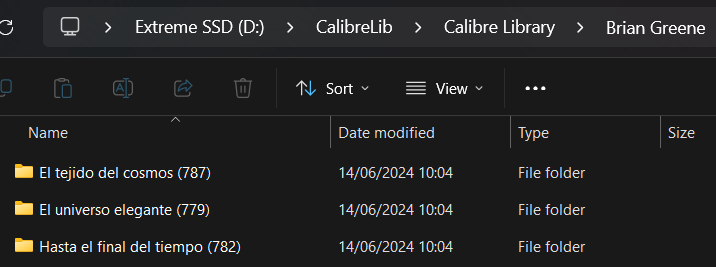 Extreme SSD (D:) > CalibreLib > Calibre Library > Brian Greene
Sort View ...
Name Date modified Type Size
El tejido del cosmos (787) 14/06/2024 10:04 File folder
El universo elegante (779) 14/06/2024 10:04 File folder
Hasta el final del tiempo (782) 14/06/2024 10:04 File folder